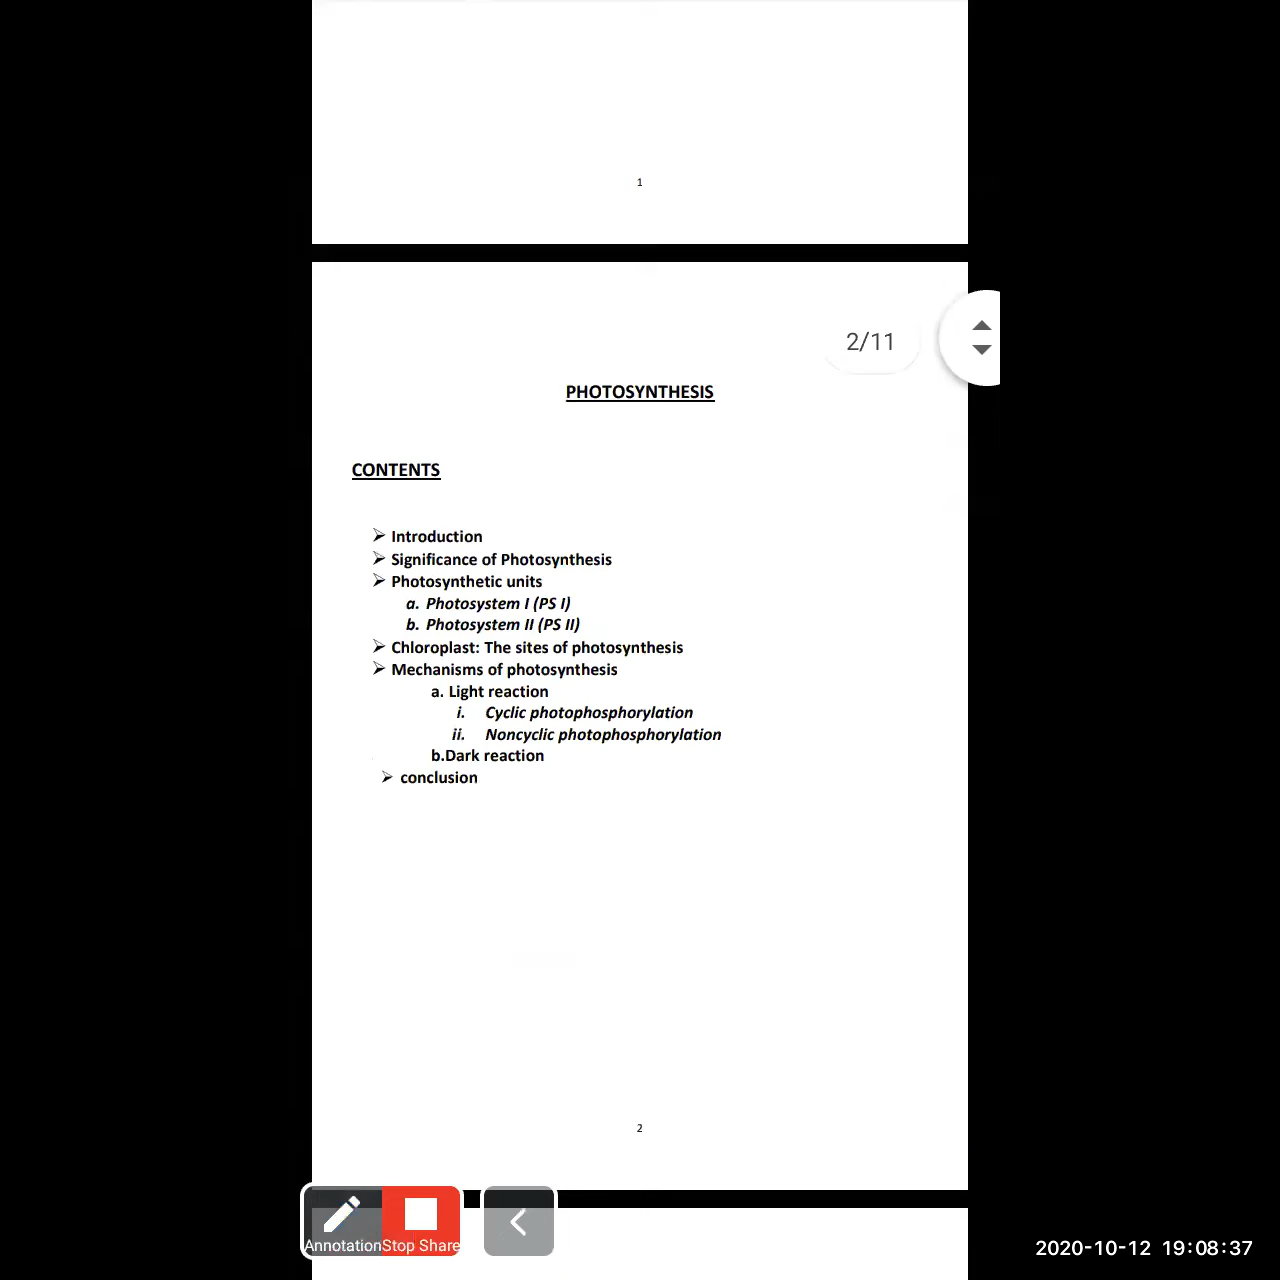 1
2/11
PHOTOSYNTHESIS
CONTENTS
➢ Introduction
➢ Significance of Photosynthesis
➢ Photosynthetic units
a. Photosystem I (PS I)
b. Photosystem II (PS II)
➢ Chloroplast: The sites of photosynthesis
➢ Mechanisms of photosynthesis
a. Light reaction
i. Cyclic photophosphorylation
ii. Noncyclic photophosphorylation
b.Dark reaction
➢ conclusion
2
Annotation Stop Share
2020-10-12 19:08:37